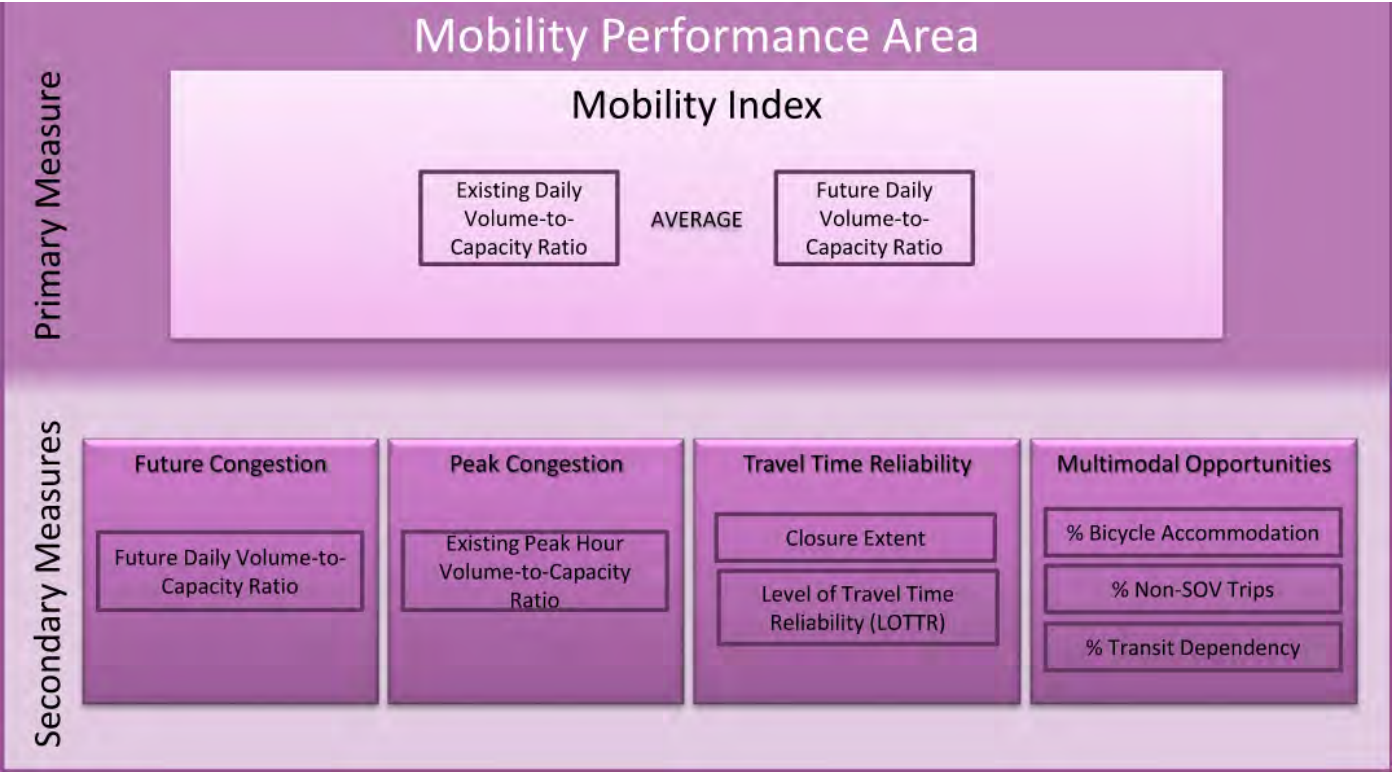 Mobility Performance Area
Primary Measure
Mobility Index
Existing Daily
Volume-to-
Capacity Ratio
AVERAGE
Future Daily
Volume-to-
Capacity Ratio
Secondary Measures
Future Congestion
Future Daily Volume-to-
Capacity Ratio
Peak Congestion
Existing Peak Hour
Volume-to-Capacity
Ratio
Travel Time Reliability
Closure Extent
Level of Travel Time
Reliability (LOTTR)
Multimodal Opportunities
% Bicycle Accommodation
% Non-SOV Trips
% Transit Dependency